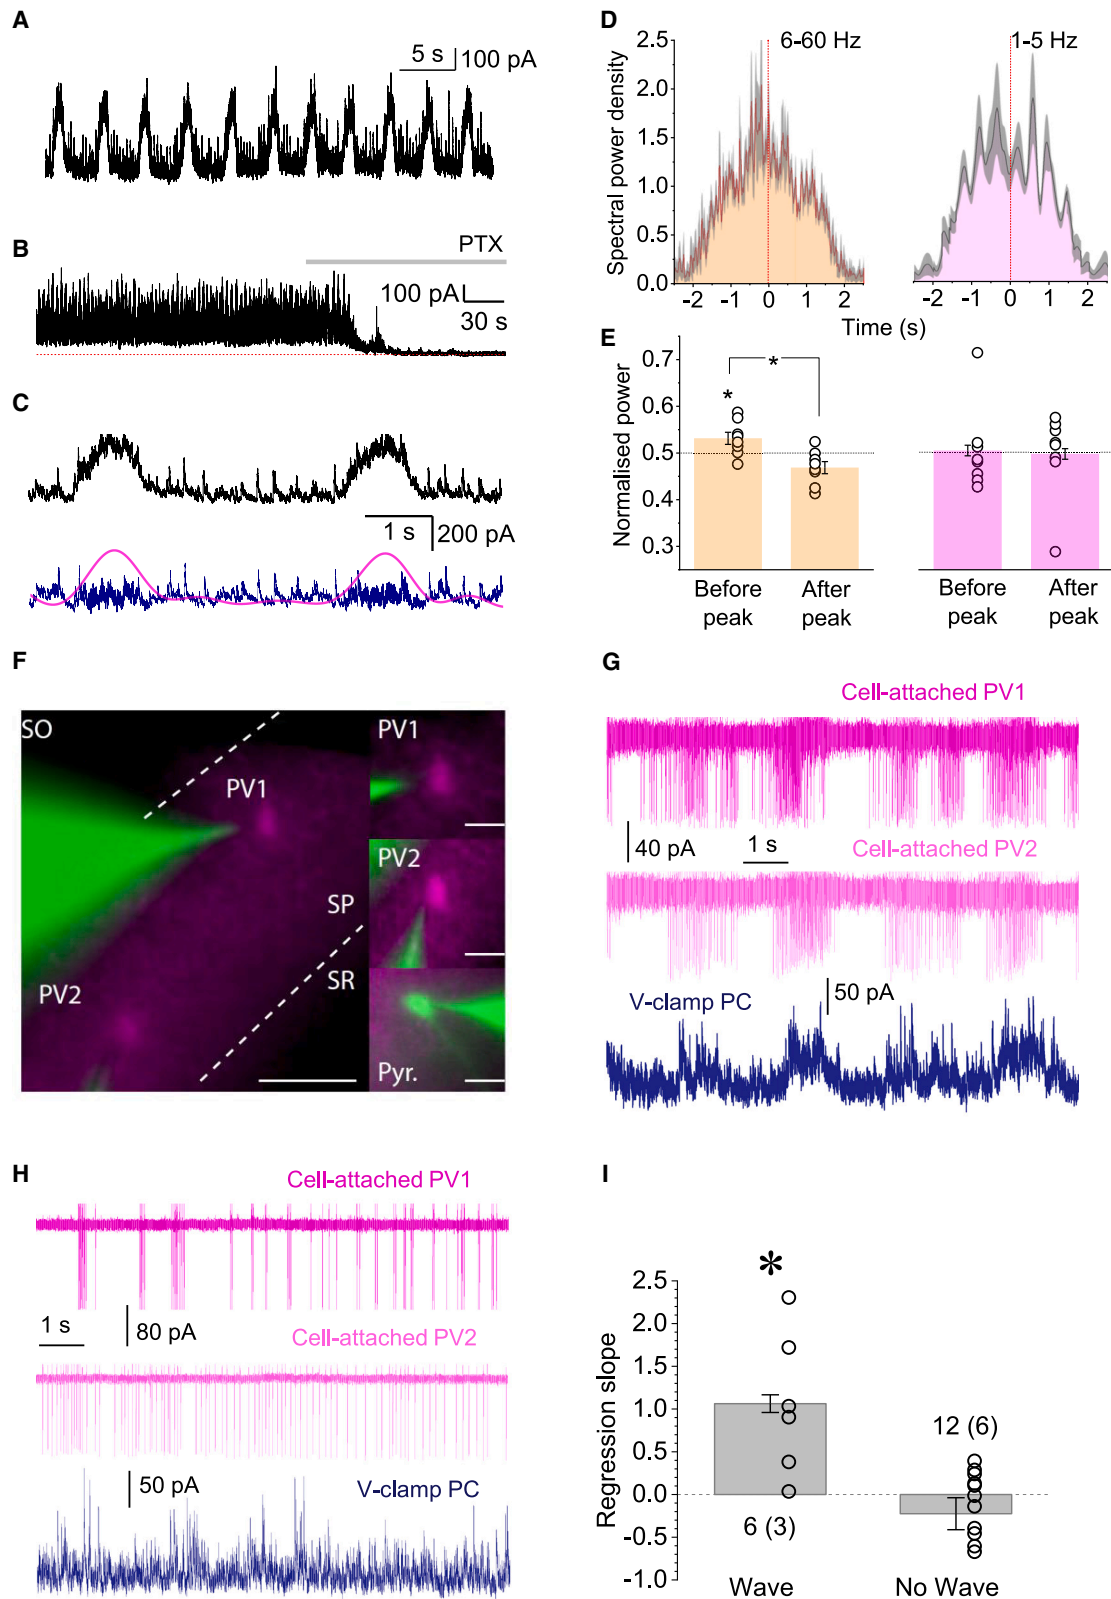 A
5 s
100 pA
B
PTX
100 pA
30 s
C
1 s
200 pA
D
6-60 Hz
1-5 Hz
Spectral power density
2.5
2.0
1.5
1.0
0.5
0.0
-2 -1 0 1 2
-2 -1 0 1 2
Time (s)
E
*
*
Normalised power
0.7
0.6
0.5
0.4
0.3
Before peak
After peak
Before peak
After peak
F
SO
PV1
SP
SR
PV2
PV1
PV2
Pyr.
G
Cell-attached PV1
40 pA
1 s
Cell-attached PV2
V-clamp PC
50 pA
H
Cell-attached PV1
1 s
80 pA
Cell-attached PV2
50 pA
V-clamp PC
I
*
Regression slope
2.5
2.0
1.5
1.0
0.5
0.0
-0.5
-1.0
12 (6)
6 (3)
Wave
No Wave